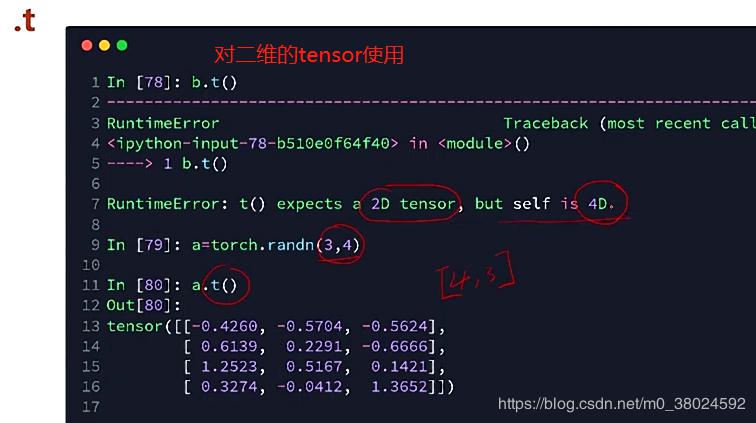 .t
对二维的tensor使用
1 In [78]: b.t()
2 ---------------------------------------------------------------------------
3 RuntimeError Traceback (most recent call
4 <ipython-input-78-b510e0f64f40> in <module>()
5 ----> 1 b.t()
6
7 RuntimeError: t() expects a 2D tensor, but self is 4D。
8
9 In [79]: a=torch.randn(3,4)
10
11 In [80]: a.t()
[4,3]
12 Out[80]:
13 tensor([[-0.4260, -0.5704, -0.5624],
14 [ 0.6139, 0.2291, -0.6666],
15 [ 1.2523, 0.5167, 0.1421],
16 [ 0.3274, -0.0412, 1.3652]])
17
https://blog.csdn.net/m0_38024592